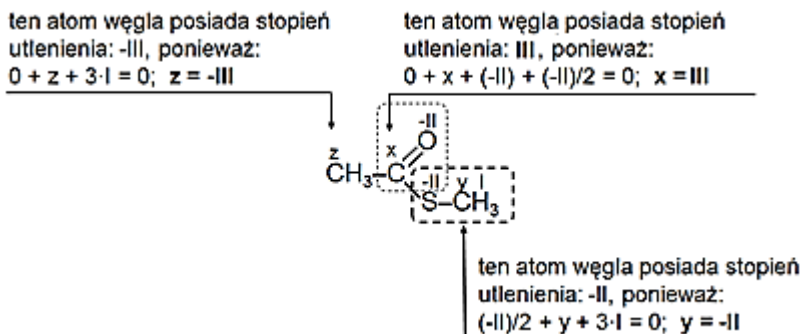 ten atom węgla posiada stopień
utlenienia: -III, ponieważ:
0 + z + 3·I = 0; z = -III
ten atom węgla posiada stopień
utlenienia: III, ponieważ:
0 + x + (-II) + (-II)/2 = 0; x = III
-II
z
x
O
CH₃-C
-II y I
S-CH₃
ten atom węgla posiada stopień
utlenienia: -II, ponieważ:
(-II)/2 + y + 3·I = 0; y = -II